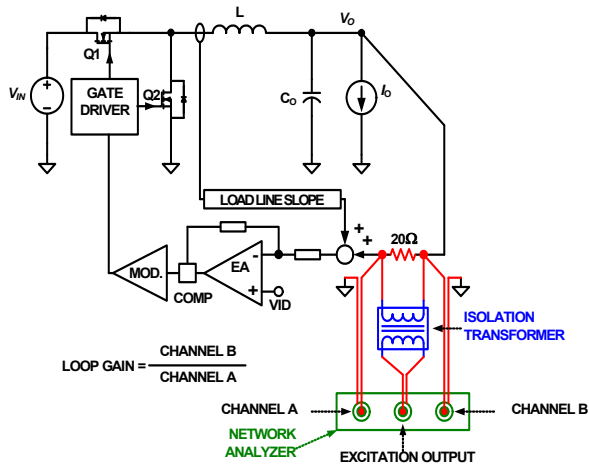 L
V_O
Q1
V_IN
+
−
GATE
DRIVER
Q2
C_O
I_O
LOAD LINE SLOPE
+
+
20Ω
MOD.
COMP
EA
-
+
VID
ISOLATION
TRANSFORMER
LOOP GAIN = CHANNEL B
CHANNEL A
CHANNEL A
CHANNEL B
NETWORK
ANALYZER
EXCITATION OUTPUT